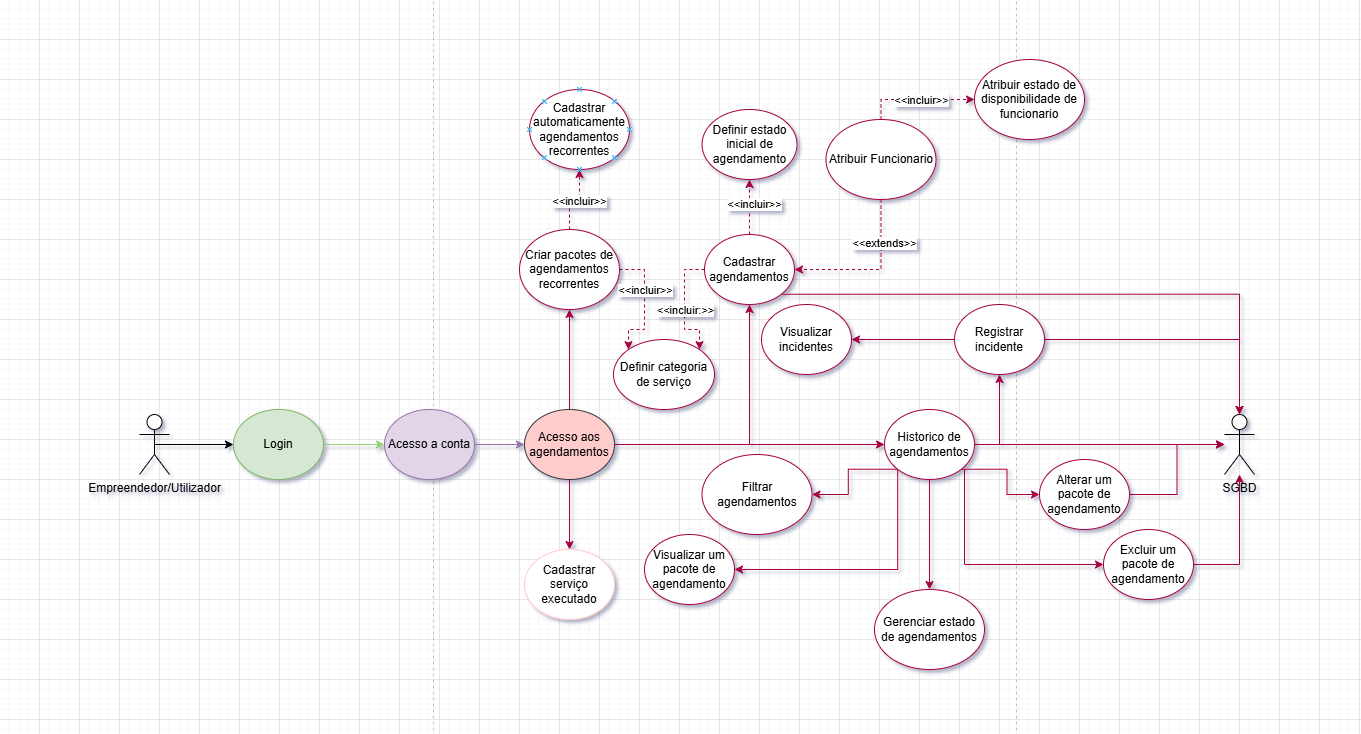 Atribuir estado de
disponibilidade de
funcionario
<<incluir>>
Cadastrar
automaticamente
agendamentos
recorrentes
Definir estado
inicial de
agendamento
Atribuir Funcionario
<<incluir>>
<<incluir>>
<<extends>>
Criar pacotes de
agendamentos
recorrentes
Cadastrar
agendamentos
<<incluir>>
<<incluir:>>
Visualizar
incidentes
Registrar
incidente
Definir categoria
de serviço
Login
Acesso a conta
Acesso aos
agendamentos
Historico de
agendamentos
Empreendedor/Utilizador
SGBD
Filtrar
agendamentos
Alterar um
pacote de
agendamento
Visualizar um
pacote de
agendamento
Excluir um
pacote de
agendamento
Cadastrar
serviço
executado
Gerenciar estado
de agendamentos